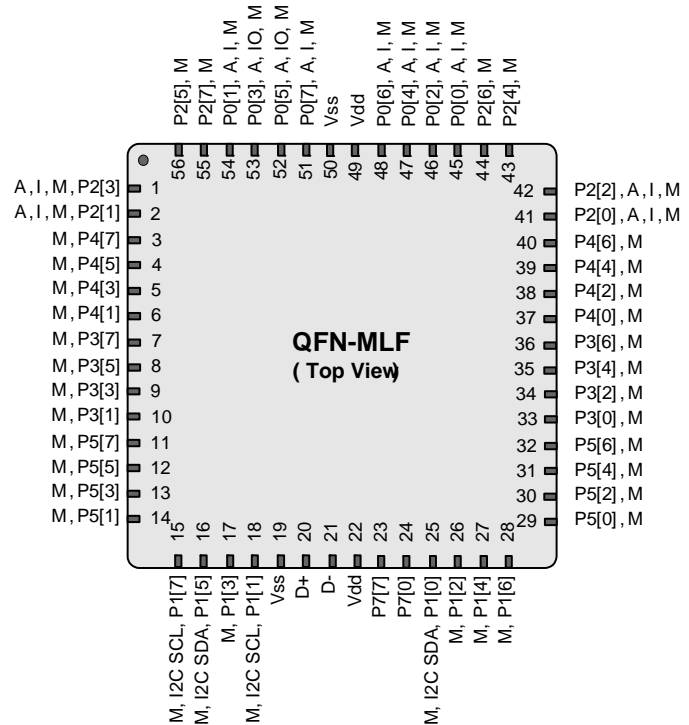 P2[5], M
P2[7], M
P0[1], A, I, M
P0[3], A, IO, M
P0[5], A, IO, M
P0[7], A, I, M
Vss
Vdd
P0[6], A, I, M
P0[4], A, I, M
P0[2], A, I, M
P0[0], A, I, M
P2[6], M
P2[4], M
56
55
54
53
52
51
50
49
48
47
46
45
44
43
A, I, M, P2[3] 1
A, I, M, P2[1] 2
M, P4[7] 3
M, P4[5] 4
M, P4[3] 5
M, P4[1] 6
M, P3[7] 7
M, P3[5] 8
M, P3[3] 9
M, P3[1] 10
M, P5[7] 11
M, P5[5] 12
M, P5[3] 13
M, P5[1] 14
QFN-MLF
( Top View)
42 P2[2], A, I, M
41 P2[0], A, I, M
40 P4[6], M
39 P4[4], M
38 P4[2], M
37 P4[0], M
36 P3[6], M
35 P3[4], M
34 P3[2], M
33 P3[0], M
32 P5[6], M
31 P5[4], M
30 P5[2], M
29 P5[0], M
15
16
17
18
19
20
21
22
23
24
25
26
27
28
M, I2C SCL, P1[7]
M, I2C SDA, P1[5]
M, P1[3]
M, I2C SCL, P1[1]
Vss
D+
D-
Vdd
P7[7]
P7[0]
M, I2C SDA, P1[0]
M, P1[2]
M, P1[4]
M, P1[6]